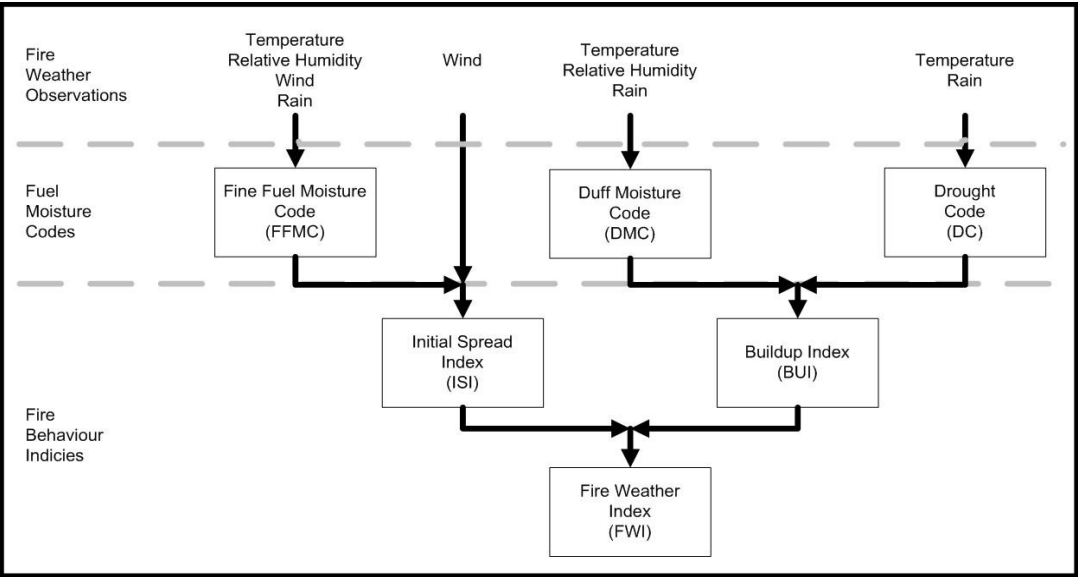 Fire
Weather
Observations
Temperature
Relative Humidity
Wind
Rain
Wind
Temperature
Relative Humidity
Rain
Temperature
Rain
Fuel
Moisture
Codes
Fine Fuel Moisture
Code
(FFMC)
Duff Moisture
Code
(DMC)
Drought
Code
(DC)
Fire
Behaviour
Indicies
Initial Spread
Index
(ISI)
Buildup Index
(BUI)
Fire Weather
Index
(FWI)